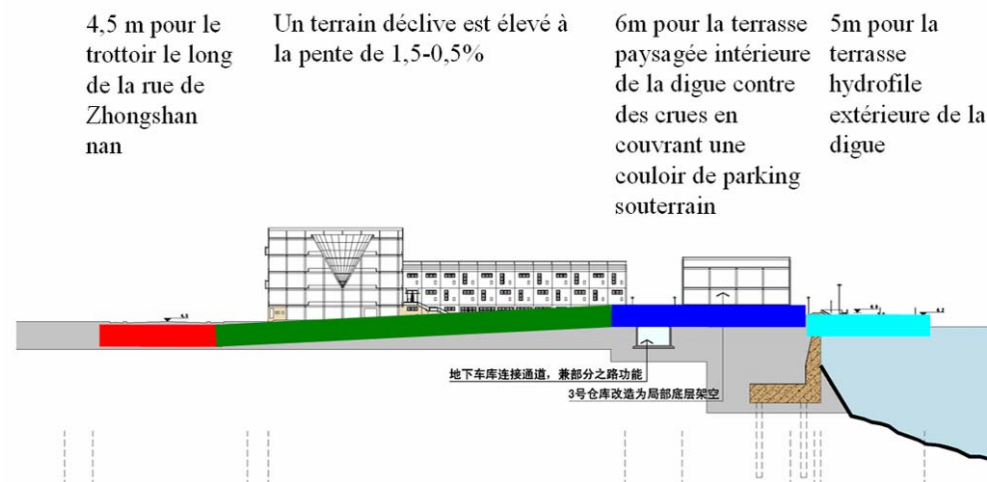 4,5 m pour le
trottoir le long
de la rue de
Zhongshan
nan
Un terrain déclive est élevé à
la pente de 1,5-0,5%
6m pour la terrasse
paysagée intérieure
de la digue contre
des crues en
couvrant une
couloir de parking
souterrain
5m pour la
terrasse
hydrofile
extérieure de la
digue
地下车库连接通道，兼部分之路功能
3号仓库改造为局部底层架空